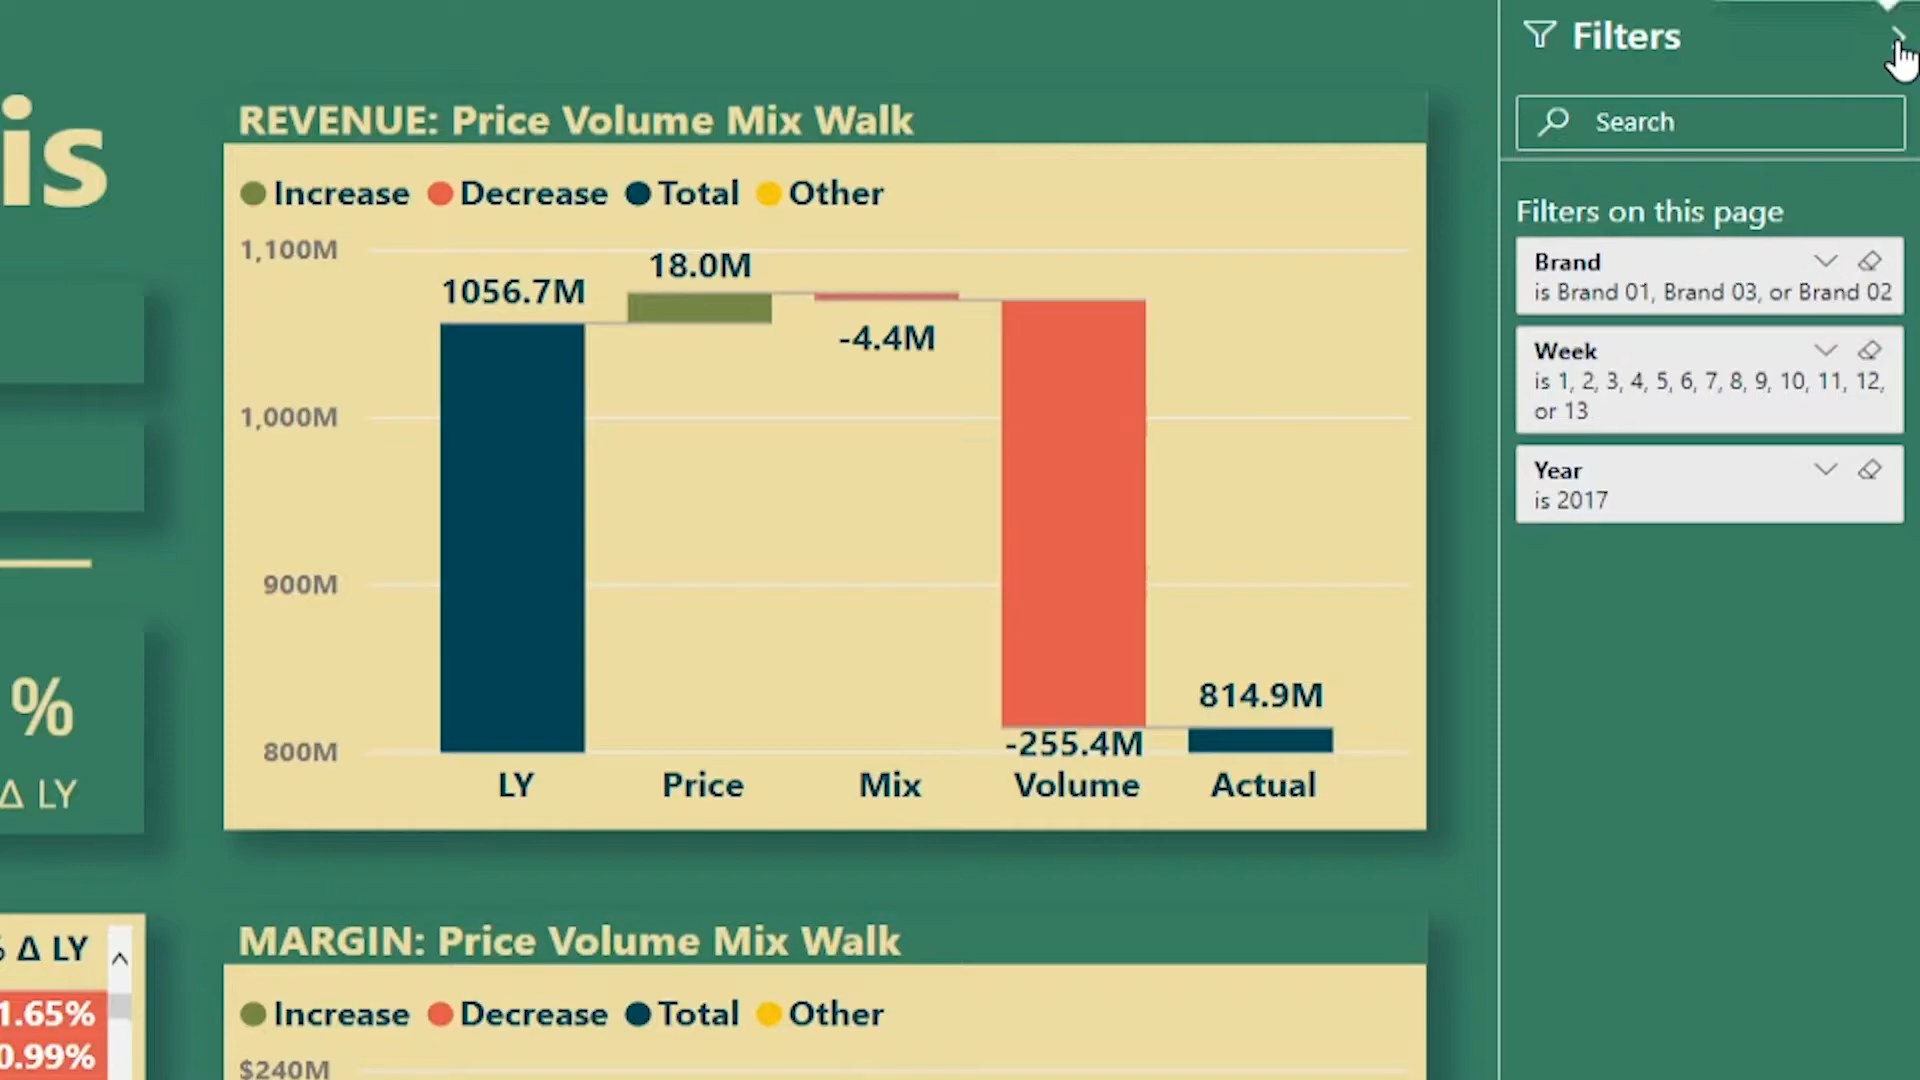 is
%
Δ LY
% Δ LY
1.65%
0.99%
REVENUE: Price Volume Mix Walk
Increase Decrease Total Other
1,100M
1,000M
900M
800M
1056.7M
18.0M
-4.4M
-255.4M
814.9M
LY Price Mix Volume Actual
MARGIN: Price Volume Mix Walk
Increase Decrease Total Other
$240M
Filters
Search
Filters on this page
Brand
is Brand 01, Brand 03, or Brand 02
Week
is 1, 2, 3, 4, 5, 6, 7, 8, 9, 10, 11, 12,
or 13
Year
is 2017